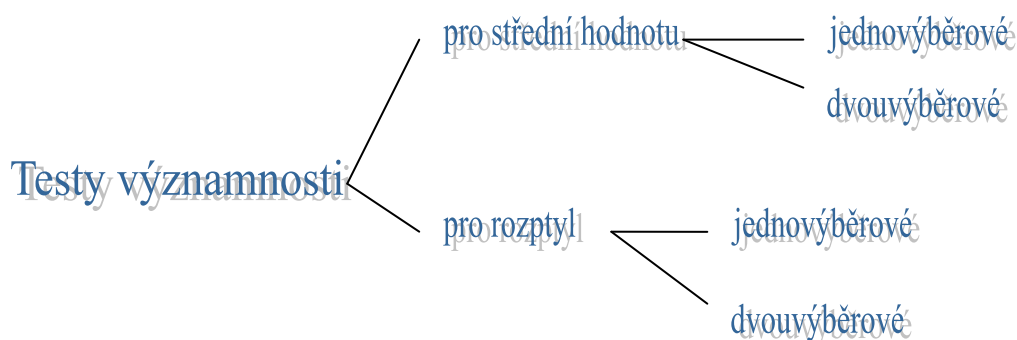 pro střední hodnotu
jednovýběrové
dvouvýběrové
Testy významnosti
pro rozptyl
jednovýběrové
dvouvýběrové